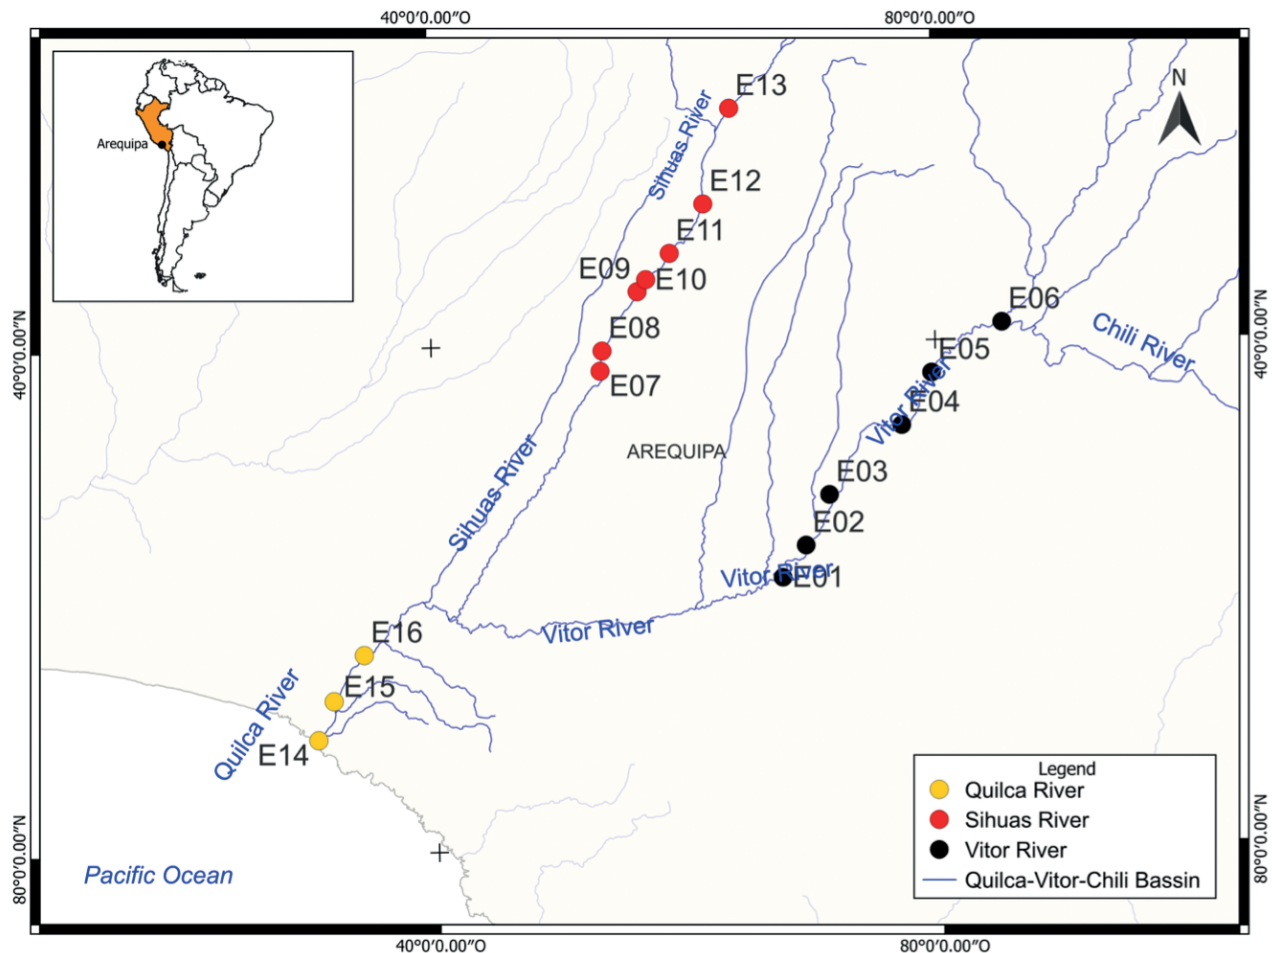 40°0'0.00"O
80°0'0.00"O
N
E13
Sihuas River
Arequipa
E12
E11
E09
E10
E06
E08
Chili River
40°0'0.00"N
40°0'0.00"N
E05
E07
Vitor River
E04
AREQUIPA
E03
Sihuas River
E02
Vitor River
E01
E16
Vitor River
E15
Quilca River
E14
Legend
Quilca River
Sihuas River
Vitor River
Quilca-Vitor-Chili Bassin
Pacific Ocean
80°0'0.00"N
80°0'0.00"N
40°0'0.00"O
80°0'0.00"O